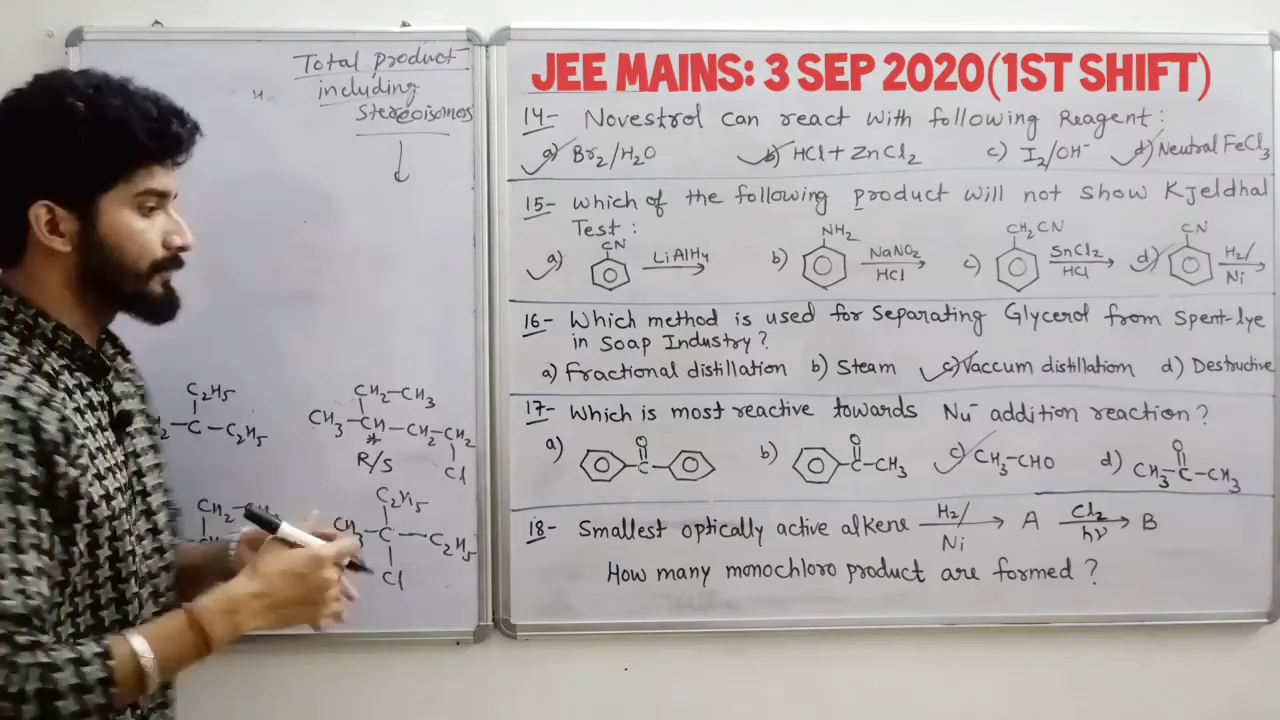 Total product
including
Stereoisomers
C2H5
-C-C2H5
CH2-CH3
CH3-CH-CH2-CH2
*
R/S
Cl
CH2-
C2H5
CH3-C-C2H5
Cl
JEE MAINS: 3 SEP 2020(1ST SHIFT)
14- Novestrol can react with following Reagent:
a) Br2/H2O b) HCl + ZnCl2 c) I2/OH- d) Neutral FeCl3
15- which of the following product will not show Kjeldhal
Test:
a) CN LiAlH4 b) NH2 NaNO2 HCl c) CH2CN SnCl2 HCl d) CN H2/Ni
16- Which method is used for Separating Glycerol from Spent-lye
in Soap Industry?
a) Fractional distillation b) Steam c) Vaccum distillation d) Destructive
17- Which is most reactive towards Nu- addition reaction?
a) O C b) O C-CH3 c) CH3-CHO d) O CH3-C-CH3
18- Smallest optically active alkene H2/Ni → A Cl2 hν → B
How many monochloro product are formed?